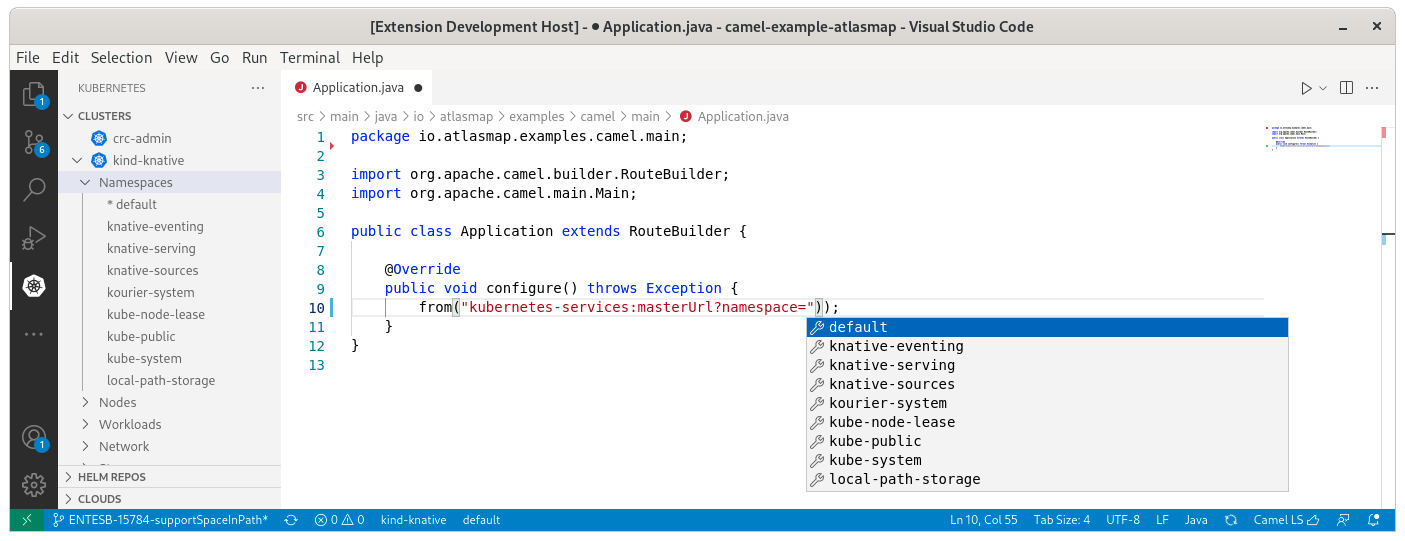 [Extension Development Host] - ● Application.java - camel-example-atlasmap - Visual Studio Code
File Edit Selection View Go Run Terminal Help
KUBERNETES
CLUSTERS
crc-admin
kind-knative
Namespaces
* default
knative-eventing
knative-serving
knative-sources
kourier-system
kube-node-lease
kube-public
kube-system
local-path-storage
Nodes
Workloads
Network
HELM REPOS
CLOUDS
1
6
1
Application.java ●
src > main > java > io > atlasmap > examples > camel > main > Application.java
1 package io.atlasmap.examples.camel.main;
2
3 import org.apache.camel.builder.RouteBuilder;
4 import org.apache.camel.main.Main;
5
6 public class Application extends RouteBuilder {
7
8 @Override
9 public void configure() throws Exception {
10 from("kubernetes-services:masterUrl?namespace="));
11 }
12 }
13
default
knative-eventing
knative-serving
knative-sources
kourier-system
kube-node-lease
kube-public
kube-system
local-path-storage
ENTESB-15784-supportSpaceInPath* 0 0 kind-knative default Ln 10, Col 55 Tab Size: 4 UTF-8 LF Java Camel LS